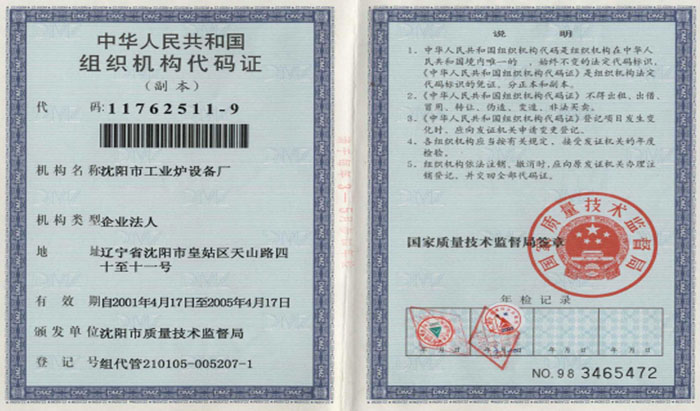 中华人民共和国
组织机构代码证
（副本）
代 码:11762511-9
机构名称 沈阳市工业炉设备厂
机构类型 企业法人
地 址 辽宁省沈阳市皇姑区天山路四
十至十一号
有 效 期 自2001年4月17日至2005年4月17日
颁发单位 沈阳市质量技术监督局
登 记 号 组代管210105-005207-1
说 明
1．中华人民共和国组织机构代码是组织机构在中华人
民共和国境内唯一的 、始终不变的法定代码标识，
《中华人民共和国组织机构代码证》是组织机构法定
代码标识的凭证，分正本和副本。
2．《中华人民共和国组织机构代码证》不得出租、出借、
冒用、转让、伪造、变造、非法买卖。
3．《中华人民共和国组织机构代码证》登记项目发生变
化时，应向发证机关申请变更登记。
4．各组织机构应当按有关规定，接受发证机关的年度
检验。
5．组织机构依法注销、撤消时，应向原发证机关办理注
销登记，并交回全部代码证。
国家质量技术监督局签章
国家质量技术监督局
年检记录
年 月 日
年 月 日
年 月 日
年 月 日
NO.98 3465472